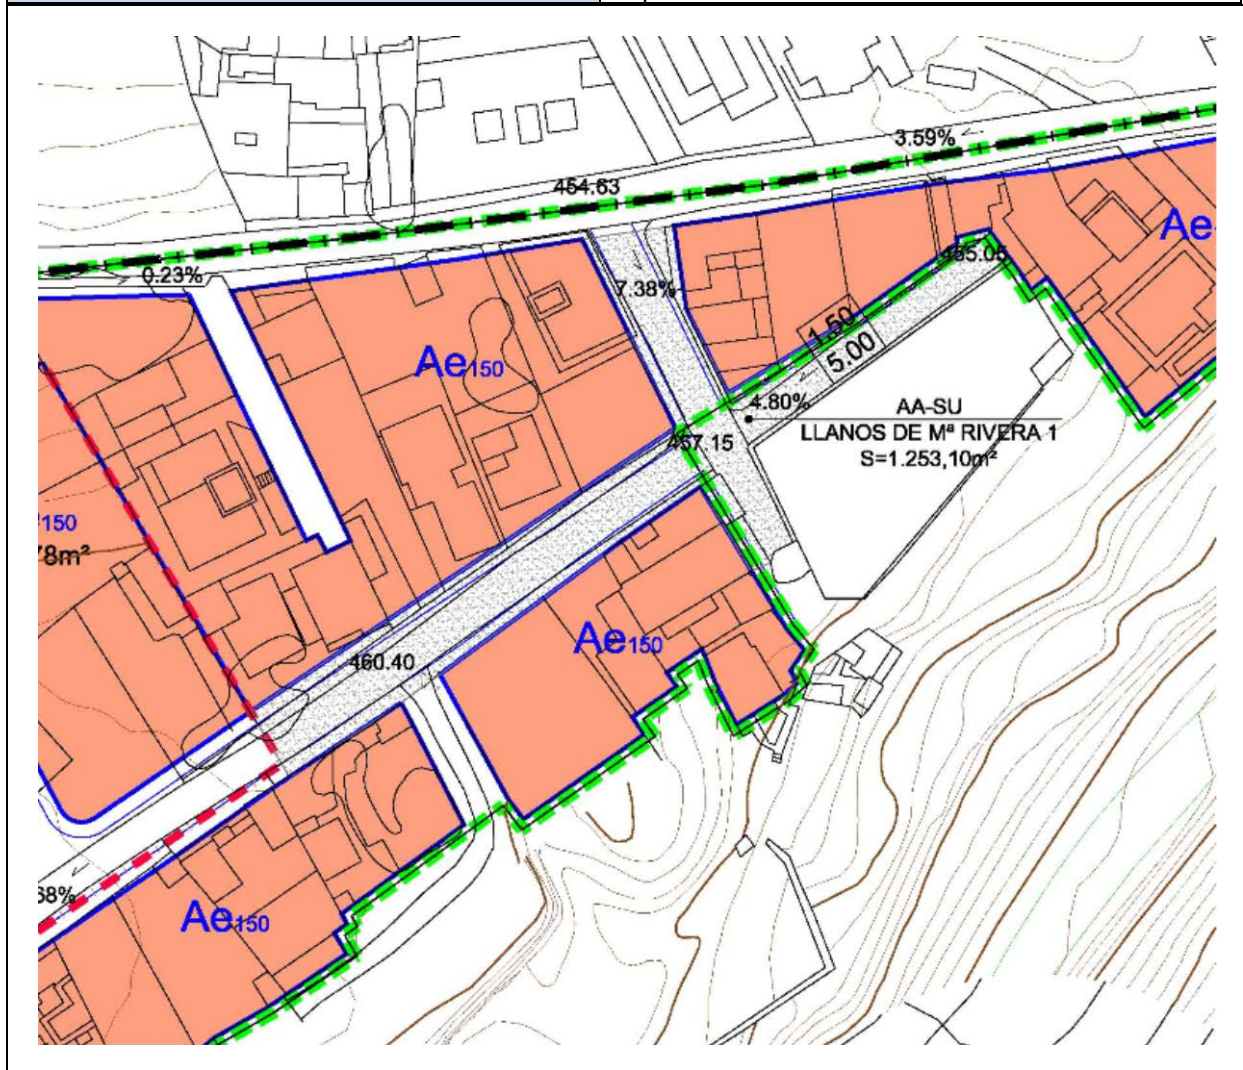 3.59%
454.63
Ae
0.23%
455.05
7.38%
1.50
5.00
Ae150
4.80%
AA-SU
LLANOS DE Mª RIVERA 1
S=1.253,10m²
457.15
150
78m²
Ae150
460.40
68%
Ae150